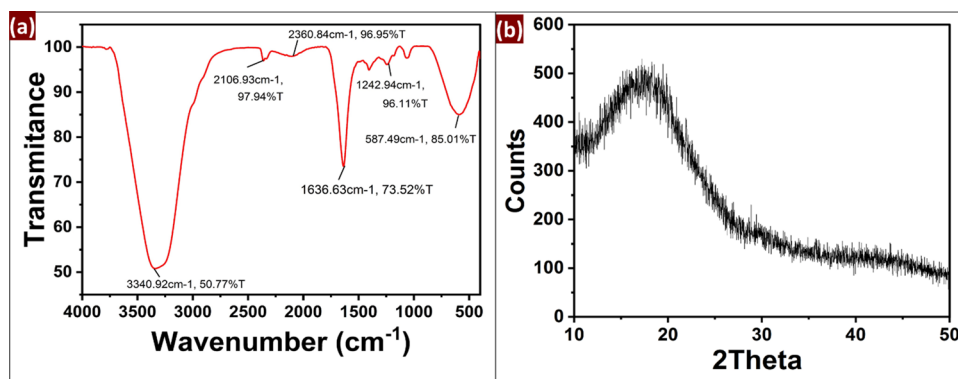 (a)
Transmitance
100
90
80
70
60
50
2360.84cm-1, 96.95%T
2106.93cm-1,
97.94%T
1242.94cm-1,
96.11%T
587.49cm-1, 85.01%T
1636.63cm-1, 73.52%T
3340.92cm-1, 50.77%T
4000 3500 3000 2500 2000 1500 1000 500
Wavenumber (cm-1)
(b)
Counts
600
500
400
300
200
100
0
10 20 30 40 50
2Theta